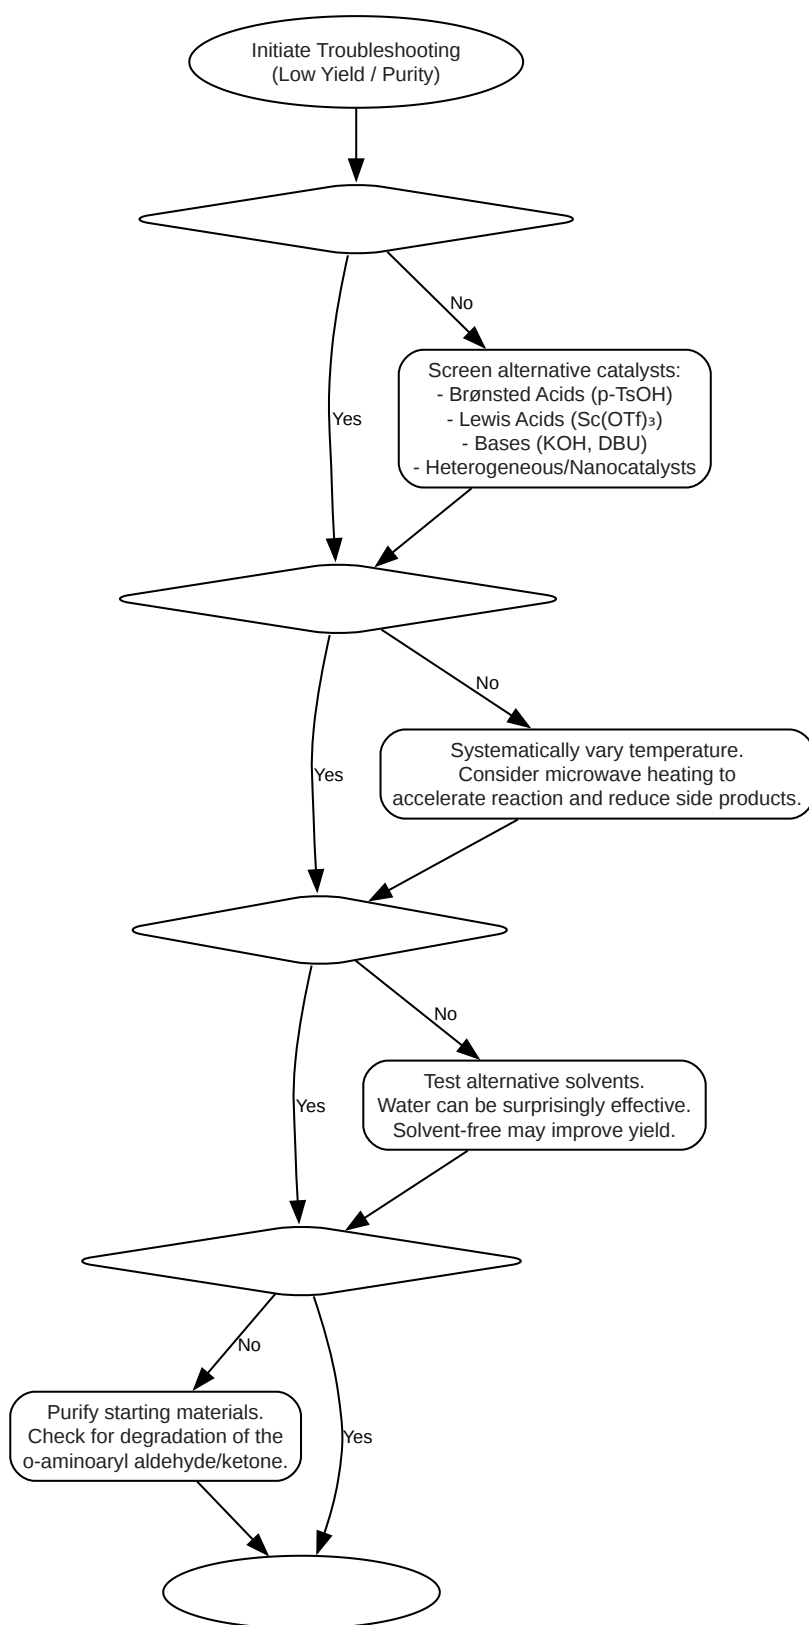 Initiate Troubleshooting
(Low Yield / Purity)
No
Screen alternative catalysts:
- Brønsted Acids (p-TsOH)
- Lewis Acids (Sc(OTf)₃)
- Bases (KOH, DBU)
- Heterogeneous/Nanocatalysts
Yes
No
Systematically vary temperature.
Consider microwave heating to
accelerate reaction and reduce side products.
Yes
No
Test alternative solvents.
Water can be surprisingly effective.
Solvent-free may improve yield.
Yes
No
Purify starting materials.
Check for degradation of the
o-aminoaryl aldehyde/ketone.
Yes